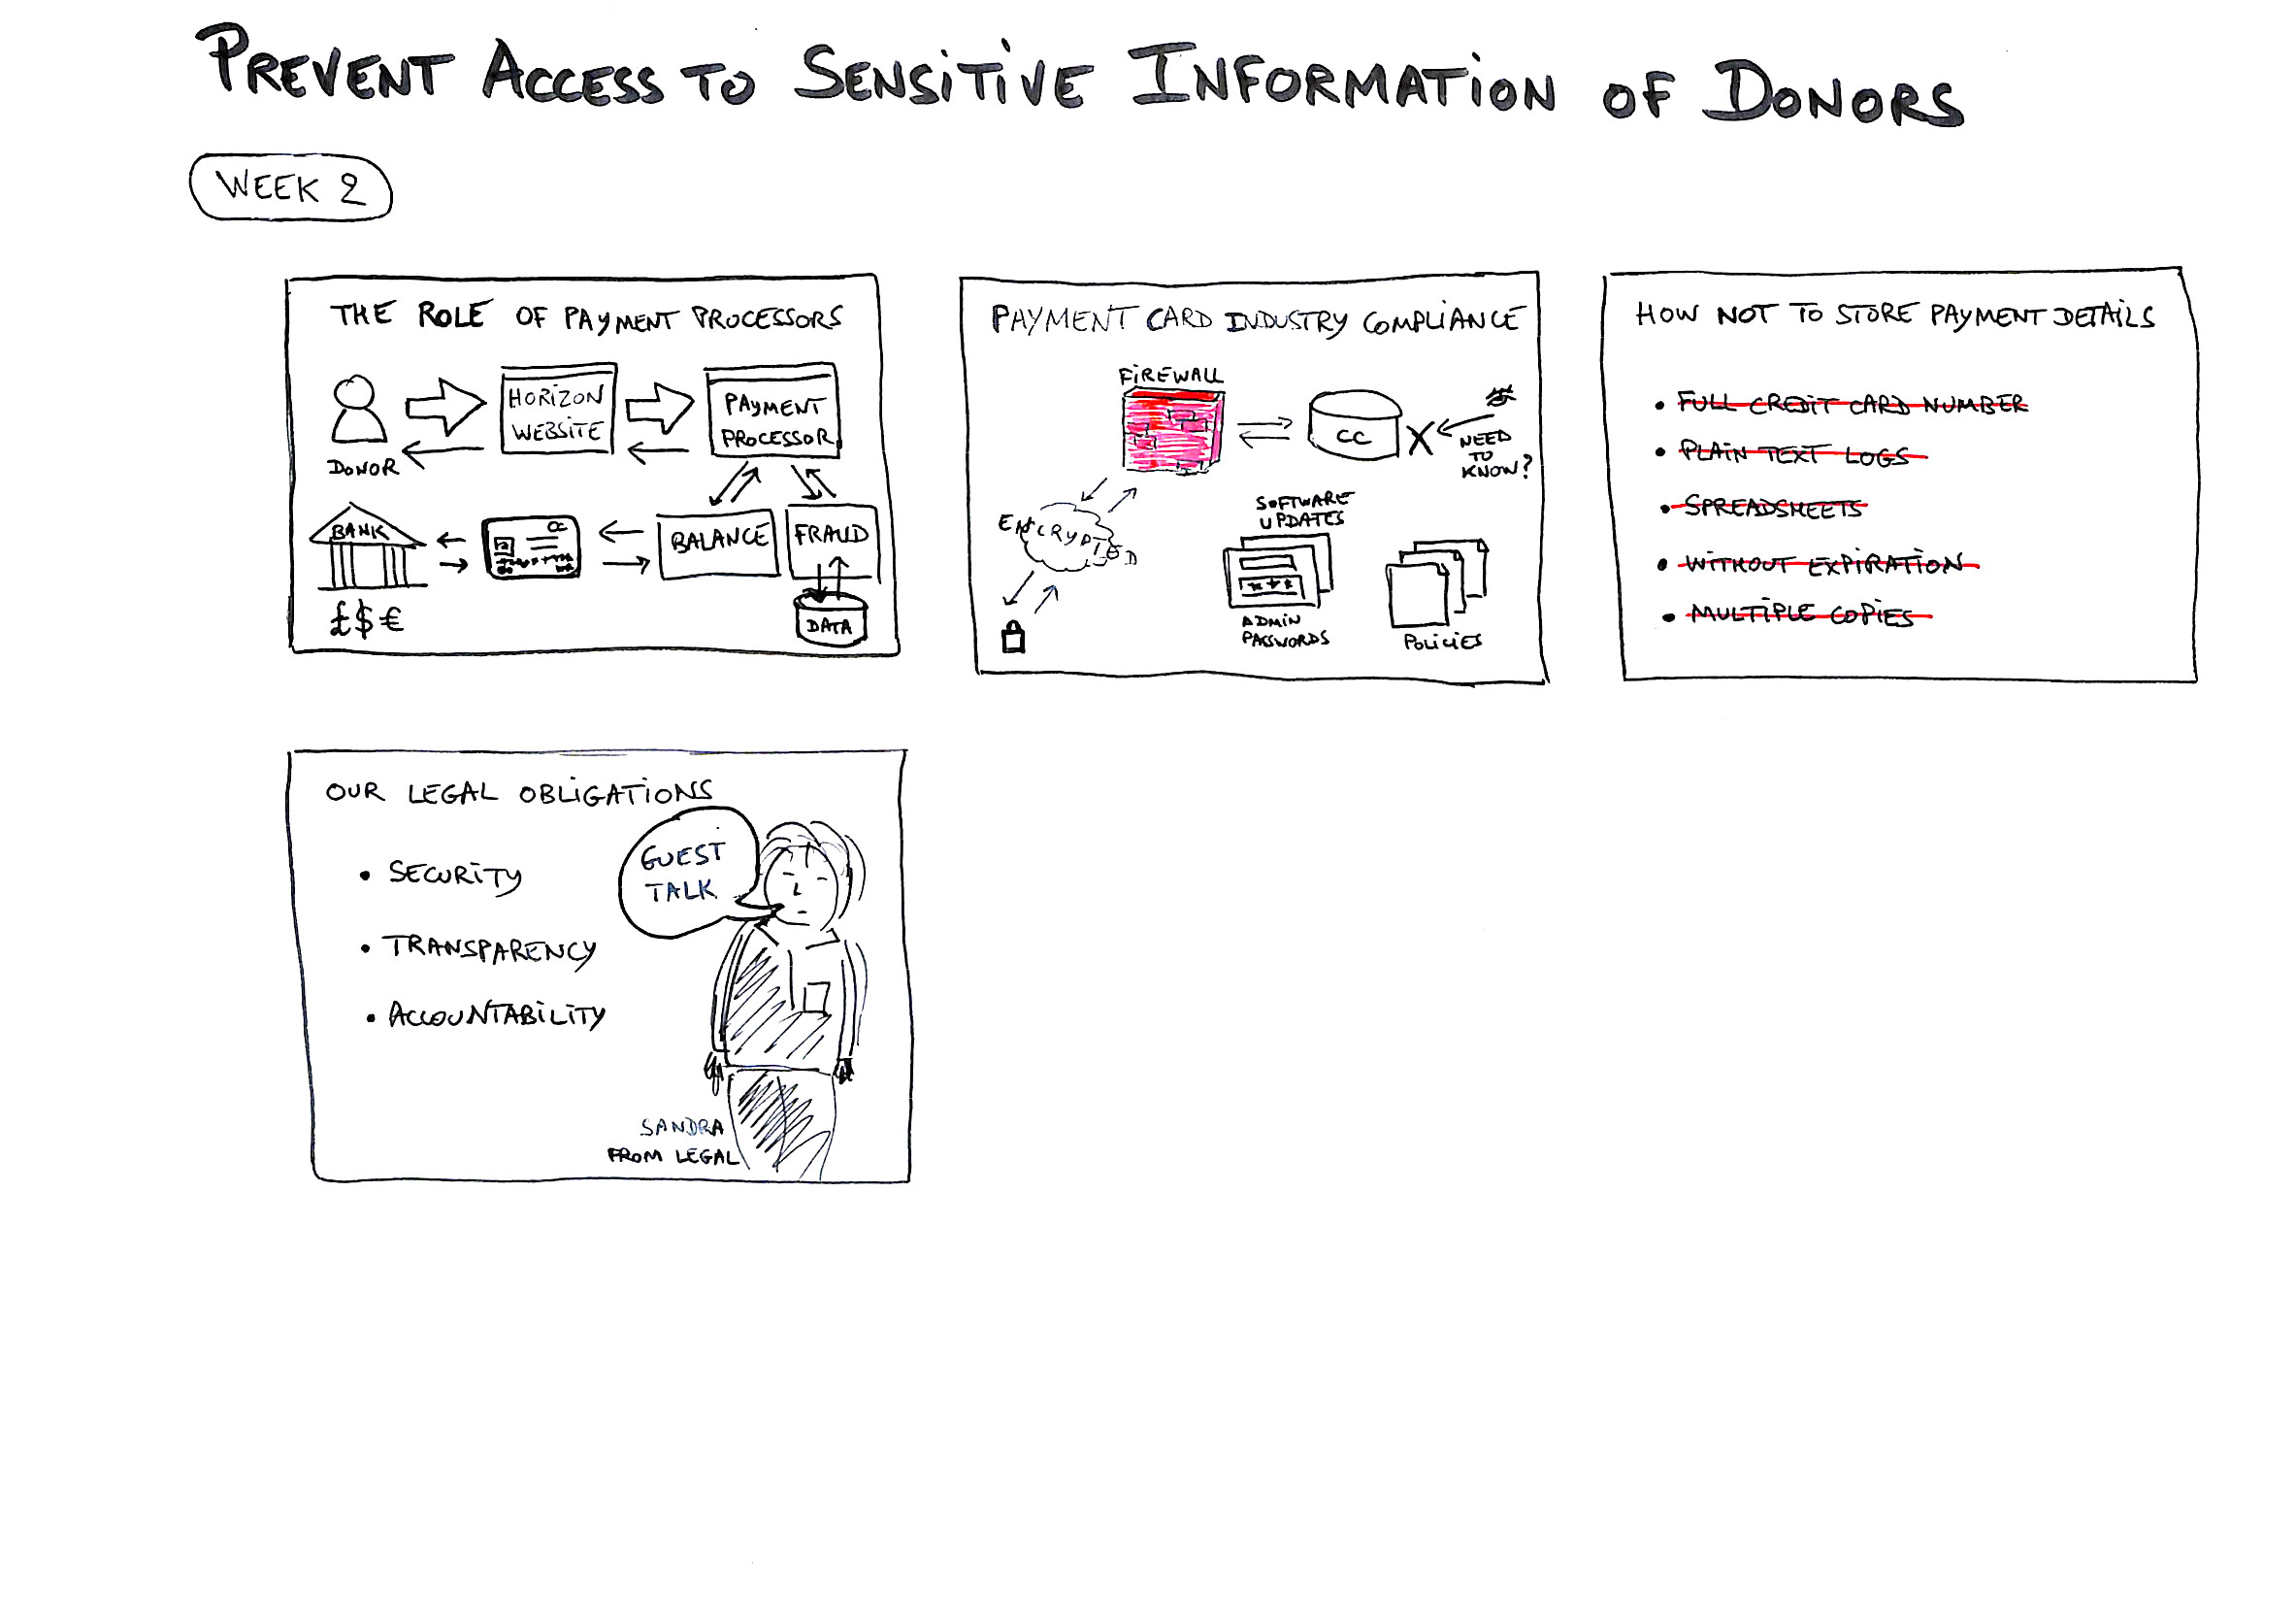 PREVENT ACCESS TO SENSITIVE INFORMATION OF DONORS
WEEK 2
THE ROLE OF PAYMENT PROCESSORS
HORIZON
WEBSITE
PAYMENT
PROCESSOR
DONOR
BANK
CC
BALANCE
FRAUD
DATA
£$€
PAYMENT CARD INDUSTRY COMPLIANCE
FIREWALL
CC
X
NEED
TO
KNOW?
ENCRYPTED
SOFTWARE
UPDATES
***
ADMIN
PASSWORDS
POLICIES
HOW NOT TO STORE PAYMENT DETAILS
• FULL CREDIT CARD NUMBER
• PLAIN TEXT LOGS
• SPREADSHEETS
• WITHOUT EXPIRATION
• MULTIPLE COPIES
OUR LEGAL OBLIGATIONS
• SECURITY
• TRANSPARENCY
• ACCOUNTABILITY
GUEST
TALK
SANDRA
FROM LEGAL